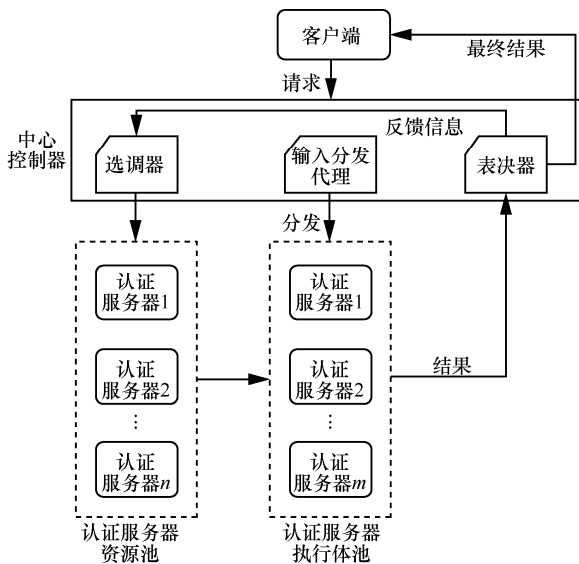 客户端
最终结果
请求
反馈信息
中心
控制器
选调器
输入分发
代理
表决器
分发
认证
服务器1
认证
服务器1
认证
服务器2
认证
服务器2
结果
⋮
⋮
认证
服务器n
认证
服务器m
认证服务器
资源池
认证服务器
执行体池